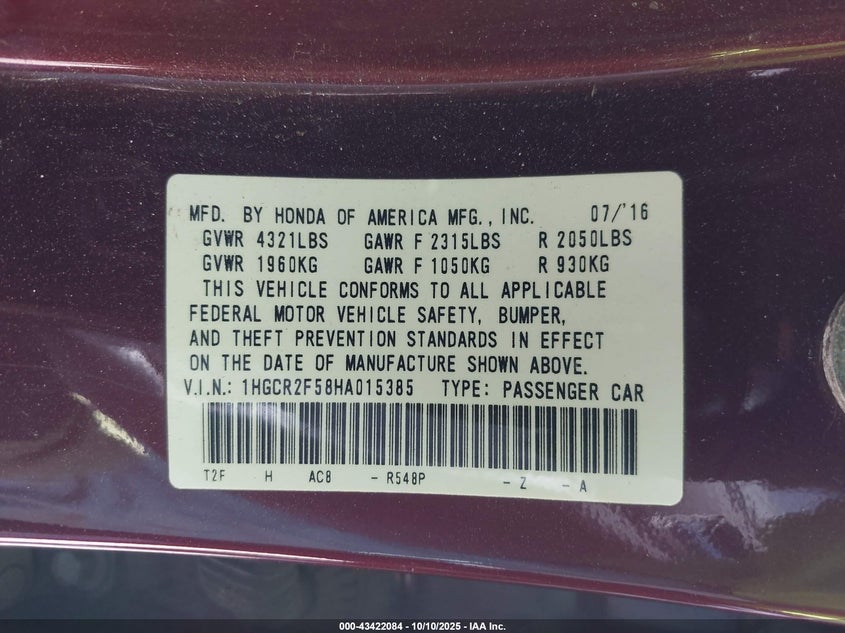 MFD. BY HONDA OF AMERICA MFG., INC. 07/'16
GVWR 4321LBS GAWR F 2315LBS R 2050LBS
GVWR 1960KG GAWR F 1050KG R 930KG
THIS VEHICLE CONFORMS TO ALL APPLICABLE
FEDERAL MOTOR VEHICLE SAFETY, BUMPER,
AND THEFT PREVENTION STANDARDS IN EFFECT
ON THE DATE OF MANUFACTURE SHOWN ABOVE.
V.I.N.: 1HGCR2F58HA015385 TYPE: PASSENGER CAR
T2F H AC8 - R548P - Z - A
000-43422084 - 10/10/2025 - IAA Inc.